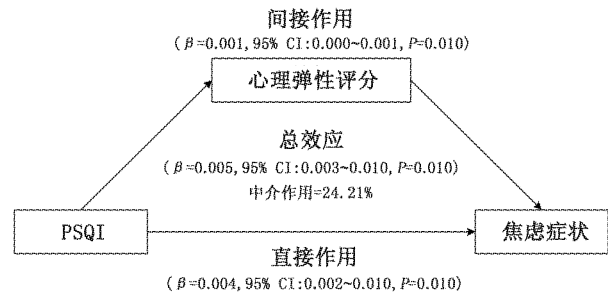 间接作用
(β=0.001,95% CI:0.000~0.001,P=0.010)
心理弹性评分
总效应
(β=0.005,95% CI:0.003~0.010,P=0.010)
中介作用=24.21%
PSQI
焦虑症状
直接作用
(β=0.004,95% CI:0.002~0.010,P=0.010)